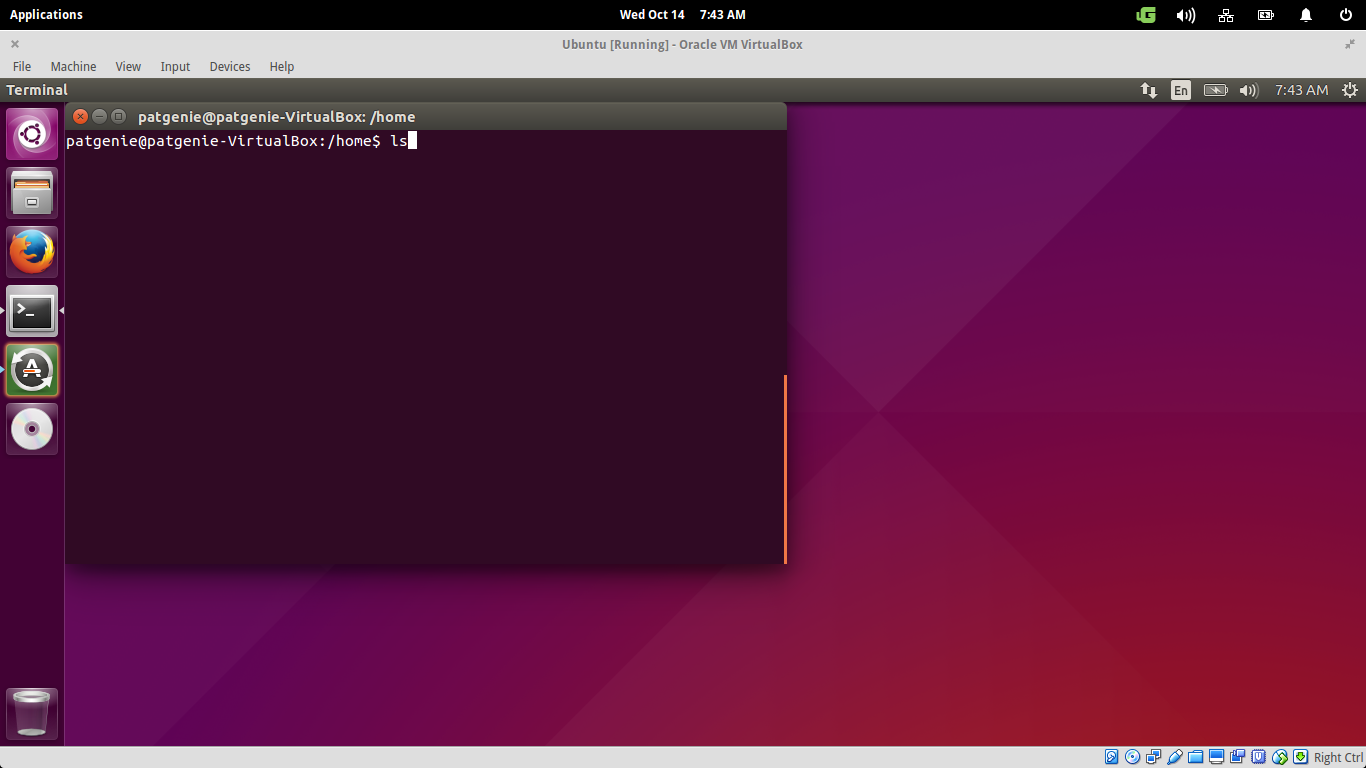 Applications
Wed Oct 14 7:43 AM
Ubuntu [Running] - Oracle VM VirtualBox
File Machine View Input Devices Help
Terminal
En
7:43 AM
patgenie@patgenie-VirtualBox: /home
patgenie@patgenie-VirtualBox:/home$ ls
Right Ctrl